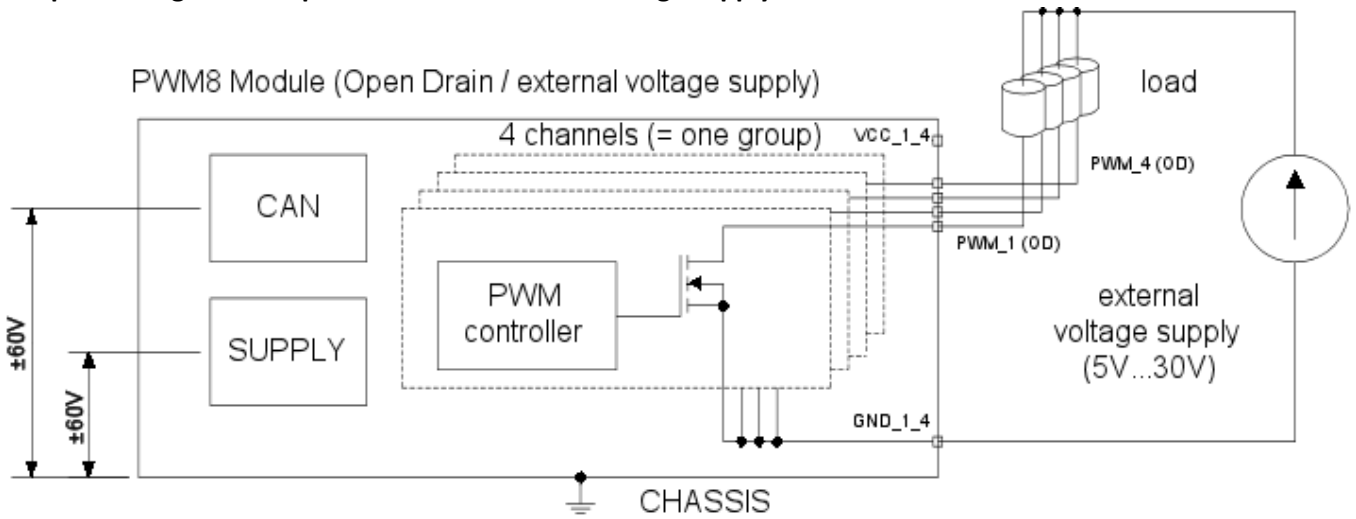 PWM8 Module (Open Drain / external voltage supply)
4 channels (= one group)
VCC_1_4
load
CAN
PWM_4 (OD)
PWM_1 (OD)
PWM
controller
SUPPLY
external
voltage supply
(5V...30V)
±60V
±60V
GND_1_4
CHASSIS